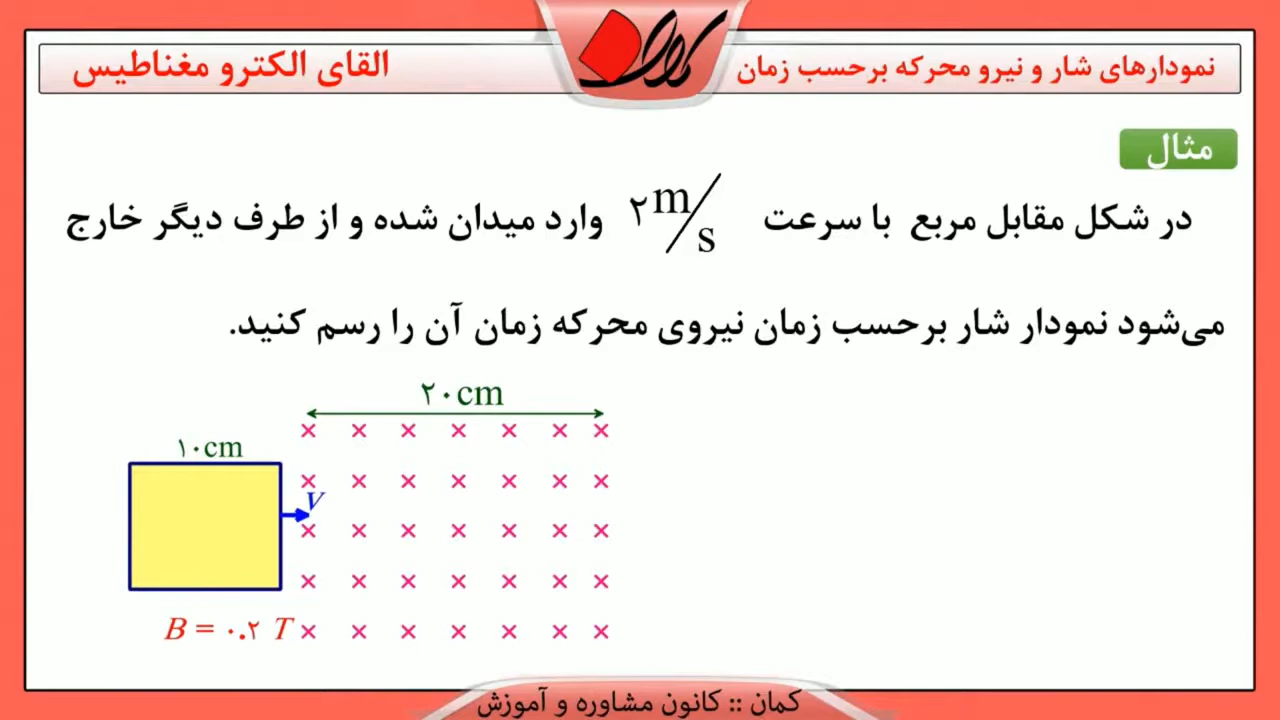 نمودارهای شار و نیرو محرکه برحسب زمان
کمان
القای الکترو مغناطیس
مثال
در شکل مقابل مربع با سرعت ۲ m/s وارد میدان شده و از طرف دیگر خارج
می‌شود نمودار شار برحسب زمان نیروی محرکه زمان آن را رسم کنید.
۲۰cm
۱۰cm
× × × × × × ×
× × × × × × ×
V
× × × × × × ×
× × × × × × ×
B = ۰.۲ T × × × × × × ×
کمان :: کانون مشاوره و آموزش